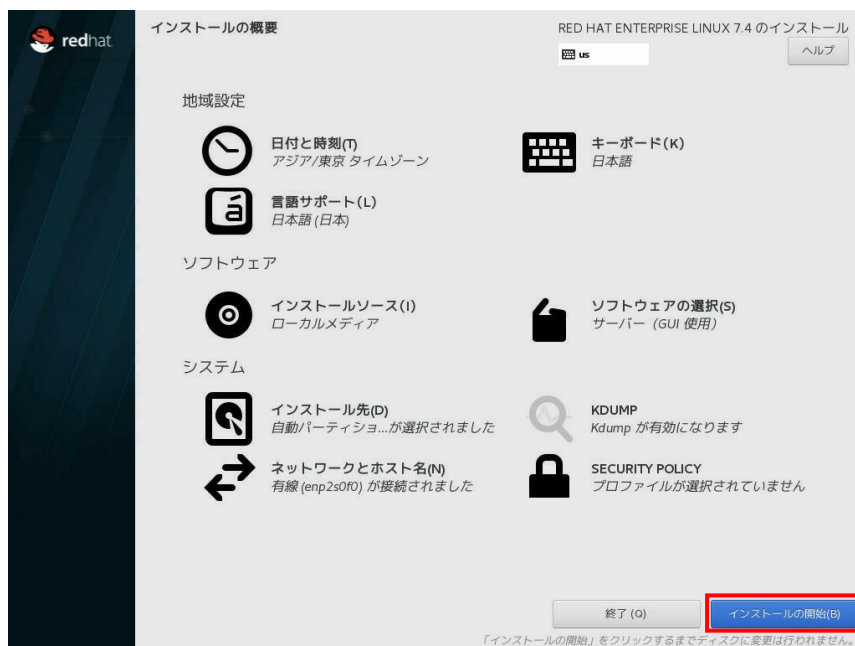 redhat
インストールの概要
RED HAT ENTERPRISE LINUX 7.4 のインストール
us
ヘルプ
地域設定
日付と時刻(T)
アジア/東京 タイムゾーン
キーボード(K)
日本語
言語サポート(L)
日本語 (日本)
ソフトウェア
インストールソース(I)
ローカルメディア
ソフトウェアの選択(S)
サーバー（GUI 使用）
システム
インストール先(D)
自動パーティショ...が選択されました
KDUMP
Kdump が有効になります
ネットワークとホスト名(N)
有線 (enp2s0f0) が接続されました
SECURITY POLICY
プロファイルが選択されていません
終了 (Q)
インストールの開始(B)
「インストールの開始」をクリックするまでディスクに変更は行われません。